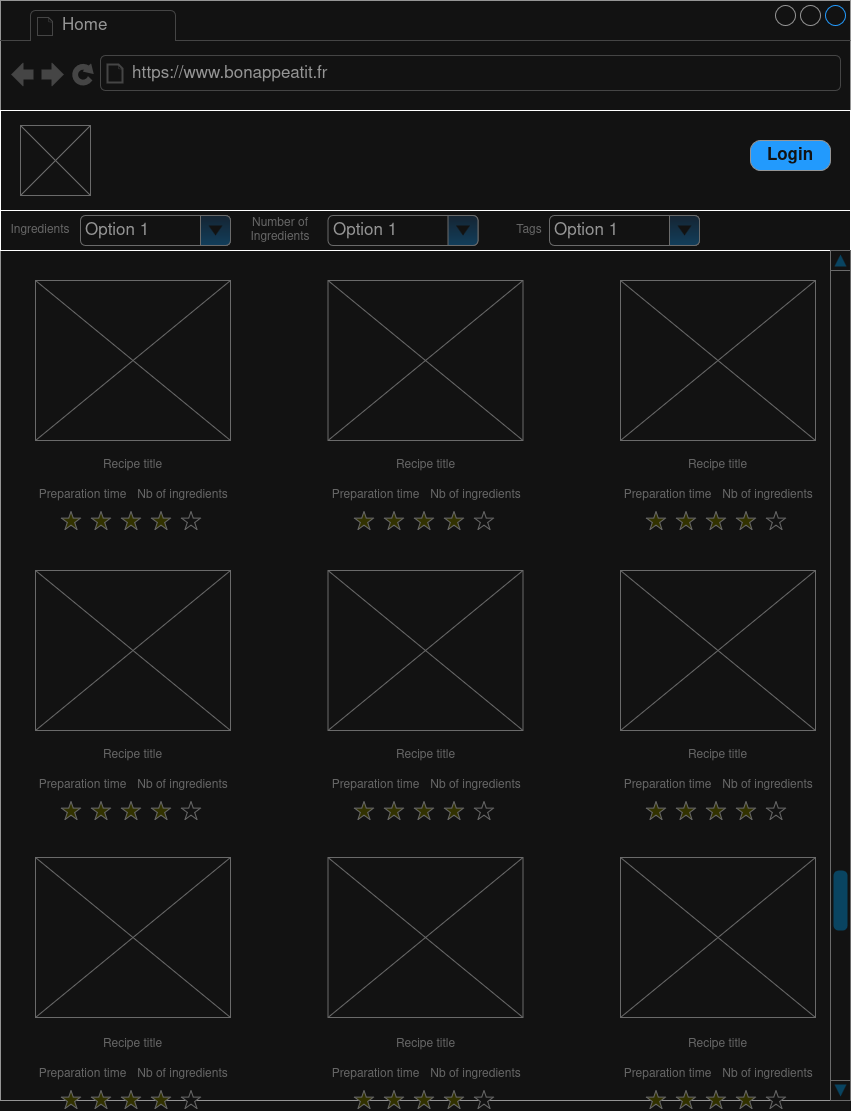 Home
https://www.bonappeatit.fr
Login
Ingredients Option 1 Number of Ingredients Option 1 Tags Option 1
Recipe title Recipe title Recipe title
Preparation time Nb of ingredients Preparation time Nb of ingredients Preparation time Nb of ingredients
Recipe title Recipe title Recipe title
Preparation time Nb of ingredients Preparation time Nb of ingredients Preparation time Nb of ingredients
Recipe title Recipe title Recipe title
Preparation time Nb of ingredients Preparation time Nb of ingredients Preparation time Nb of ingredients